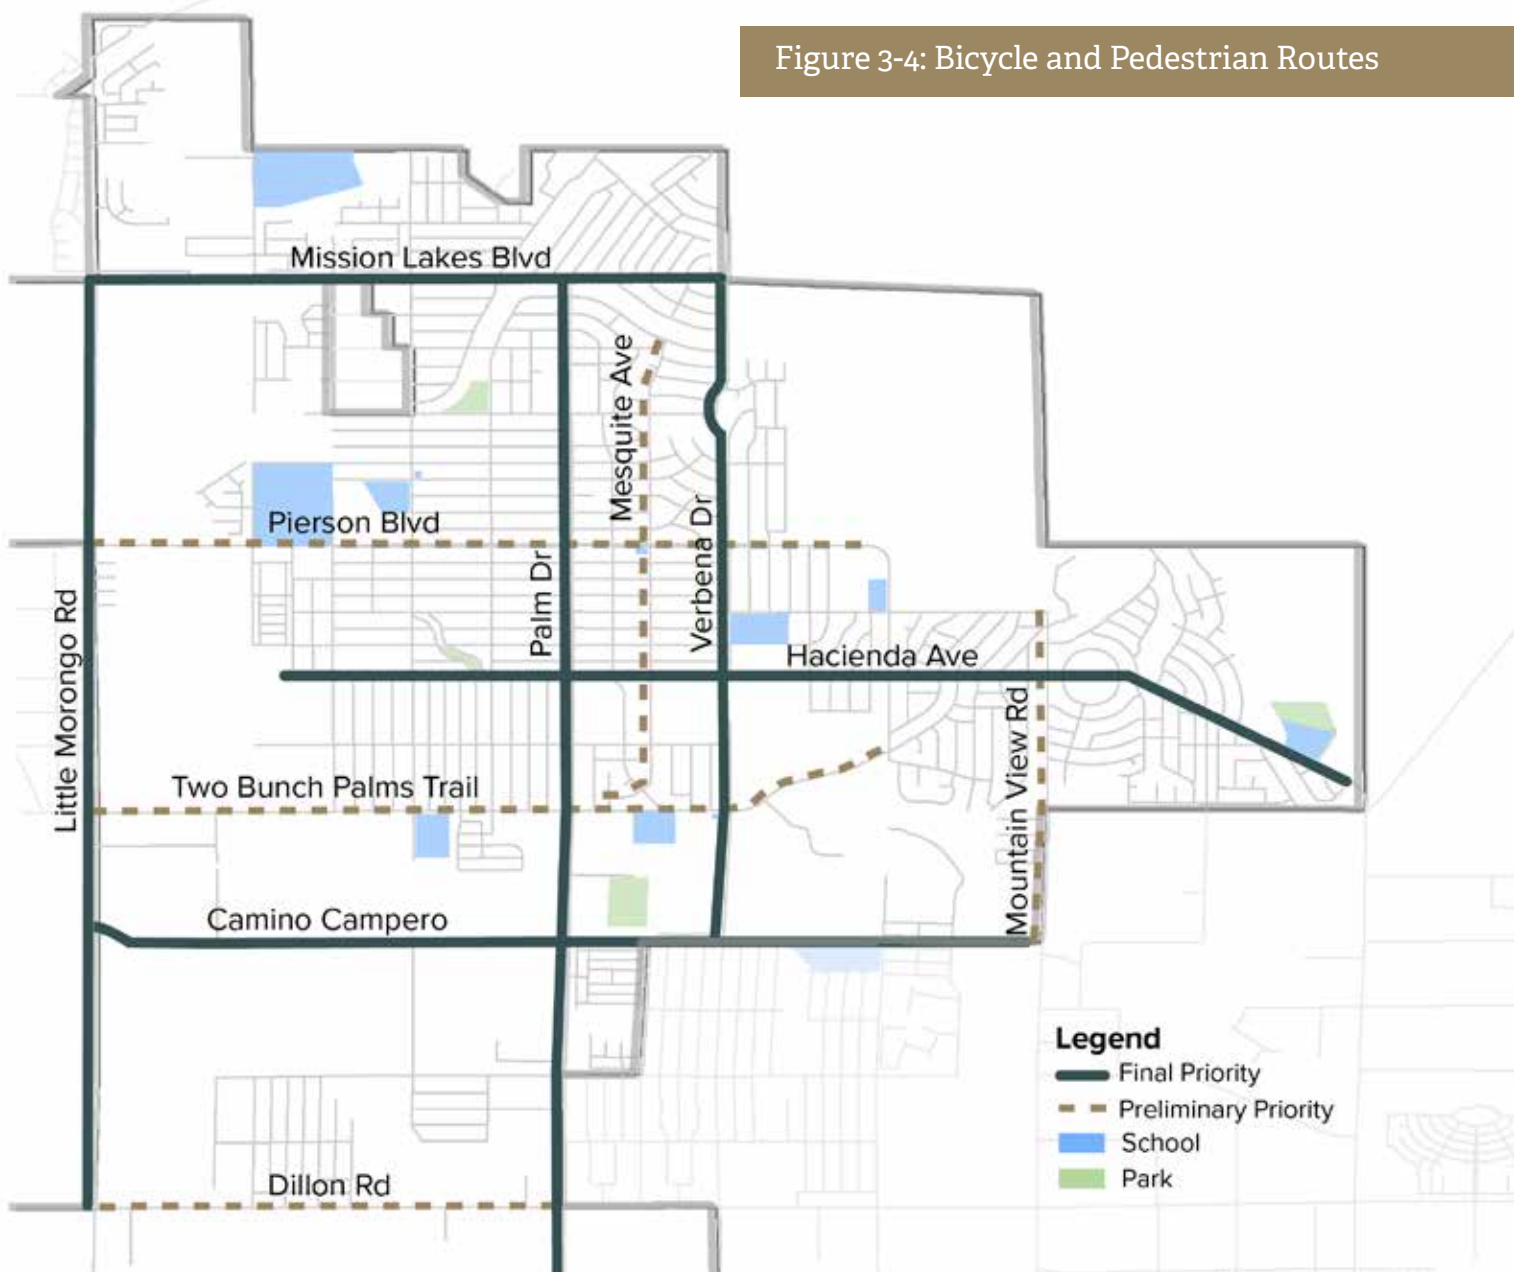 Figure 3-4: Bicycle and Pedestrian Routes
Mission Lakes Blvd
Mesquite Ave
Pierson Blvd
Verbena Dr
Palm Dr
Little Morongo Rd
Hacienda Ave
Mountain View Rd
Two Bunch Palms Trail
Camino Campero
Dillon Rd
Legend
Final Priority
Preliminary Priority
School
Park